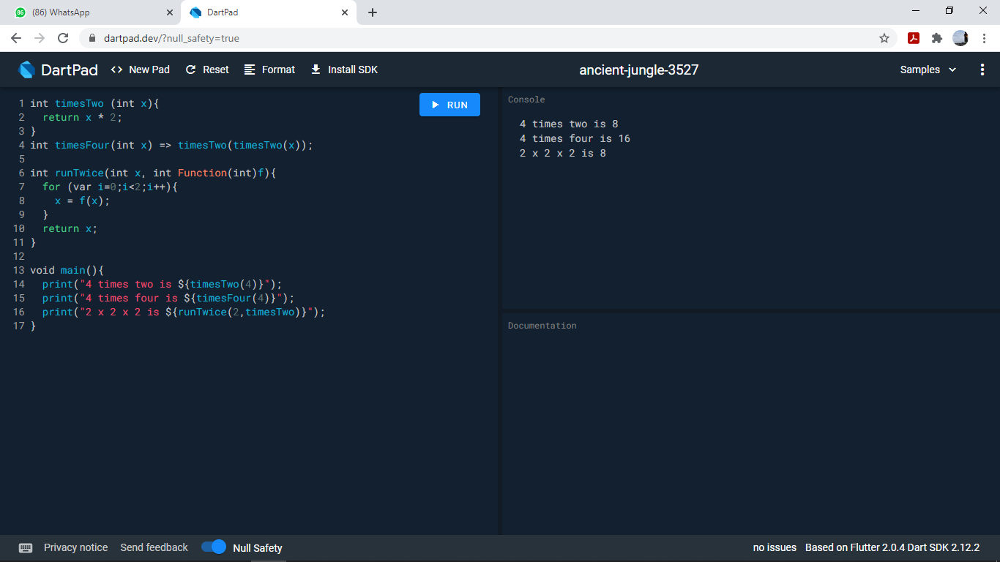 (86) WhatsApp
DartPad
dartpad.dev/?null_safety=true
DartPad <> New Pad Reset Format Install SDK ancient-jungle-3527 Samples
1 int timesTwo (int x){
2   return x * 2;
3 }
4 int timesFour(int x) => timesTwo(timesTwo(x));
5
6 int runTwice(int x, int Function(int)f){
7   for (var i=0;i<2;i++){
8     x = f(x);
9   }
10   return x;
11 }
12
13 void main(){
14   print("4 times two is ${timesTwo(4)}");
15   print("4 times four is ${timesFour(4)}");
16   print("2 x 2 x 2 is ${runTwice(2,timesTwo)}");
17 }
RUN
Console
4 times two is 8
4 times four is 16
2 x 2 x 2 is 8
Documentation
Privacy notice Send feedback Null Safety no issues Based on Flutter 2.0.4 Dart SDK 2.12.2